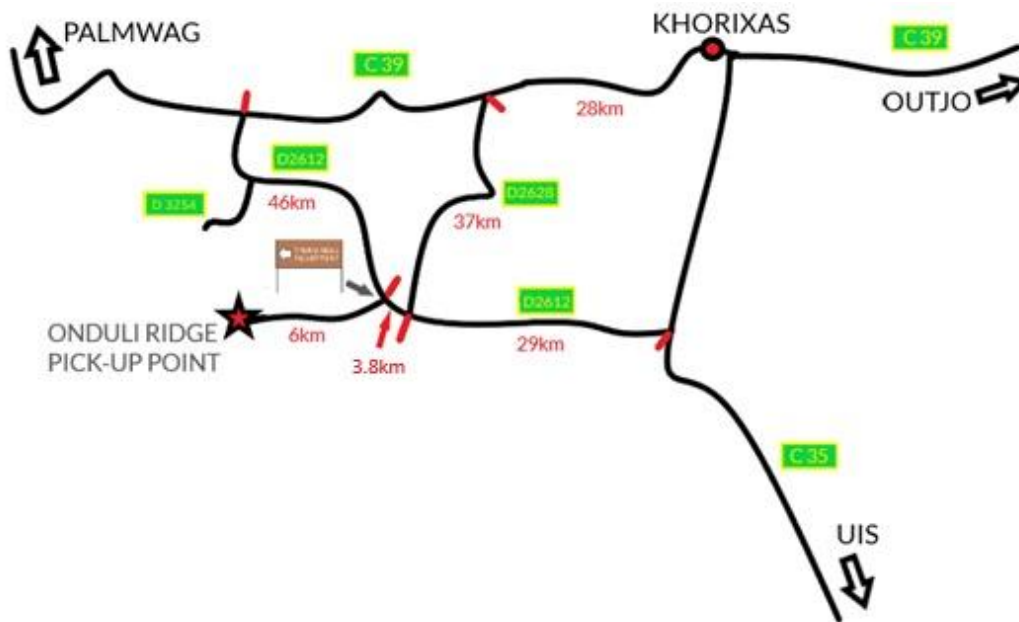 PALMWAG
KHORIXAS
C 39
C 39
OUTJO
28km
D2612
D 3254
46km
D2628
37km
D2612
ONDULI RIDGE
PICK-UP POINT
6km
3.8km
29km
C 35
UIS